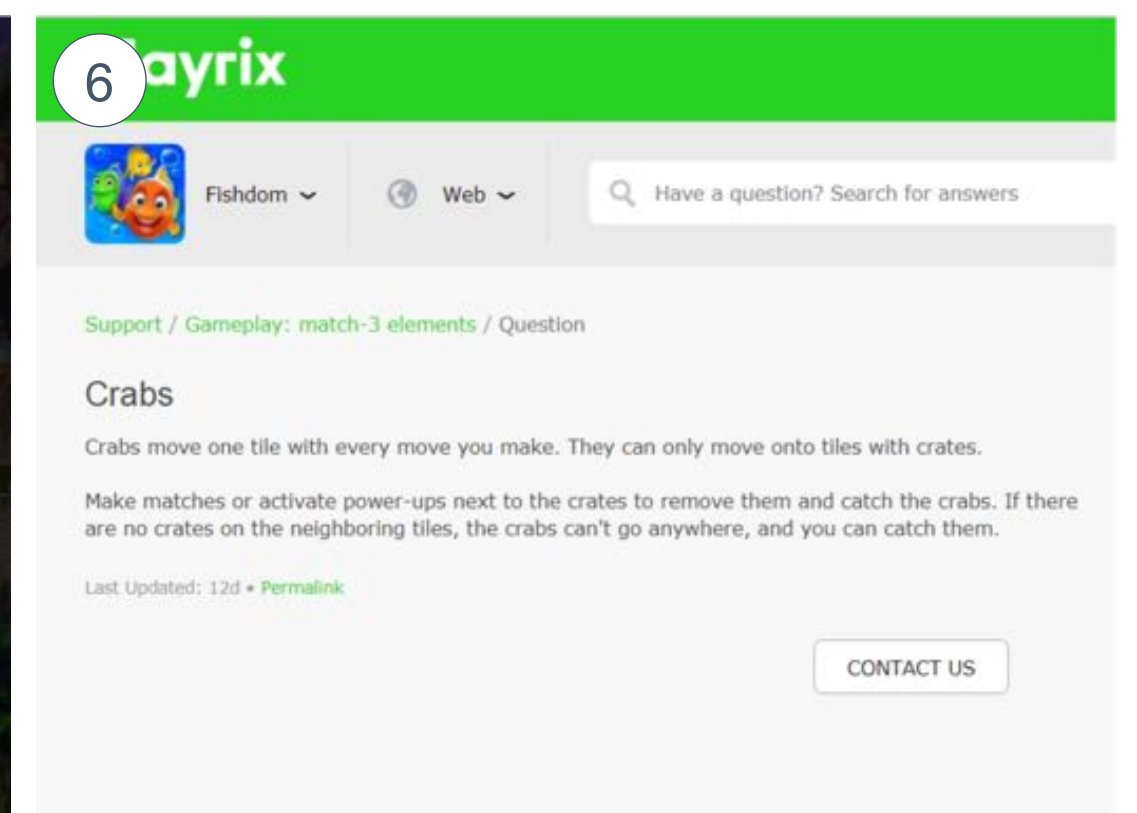 6
ayrix
Fishdom
Web
Have a question? Search for answers
Support / Gameplay: match-3 elements / Question
Crabs
Crabs move one tile with every move you make. They can only move onto tiles with crates.
Make matches or activate power-ups next to the crates to remove them and catch the crabs. If there
are no crates on the neighboring tiles, the crabs can't go anywhere, and you can catch them.
Last Updated: 12d • Permalink
CONTACT US